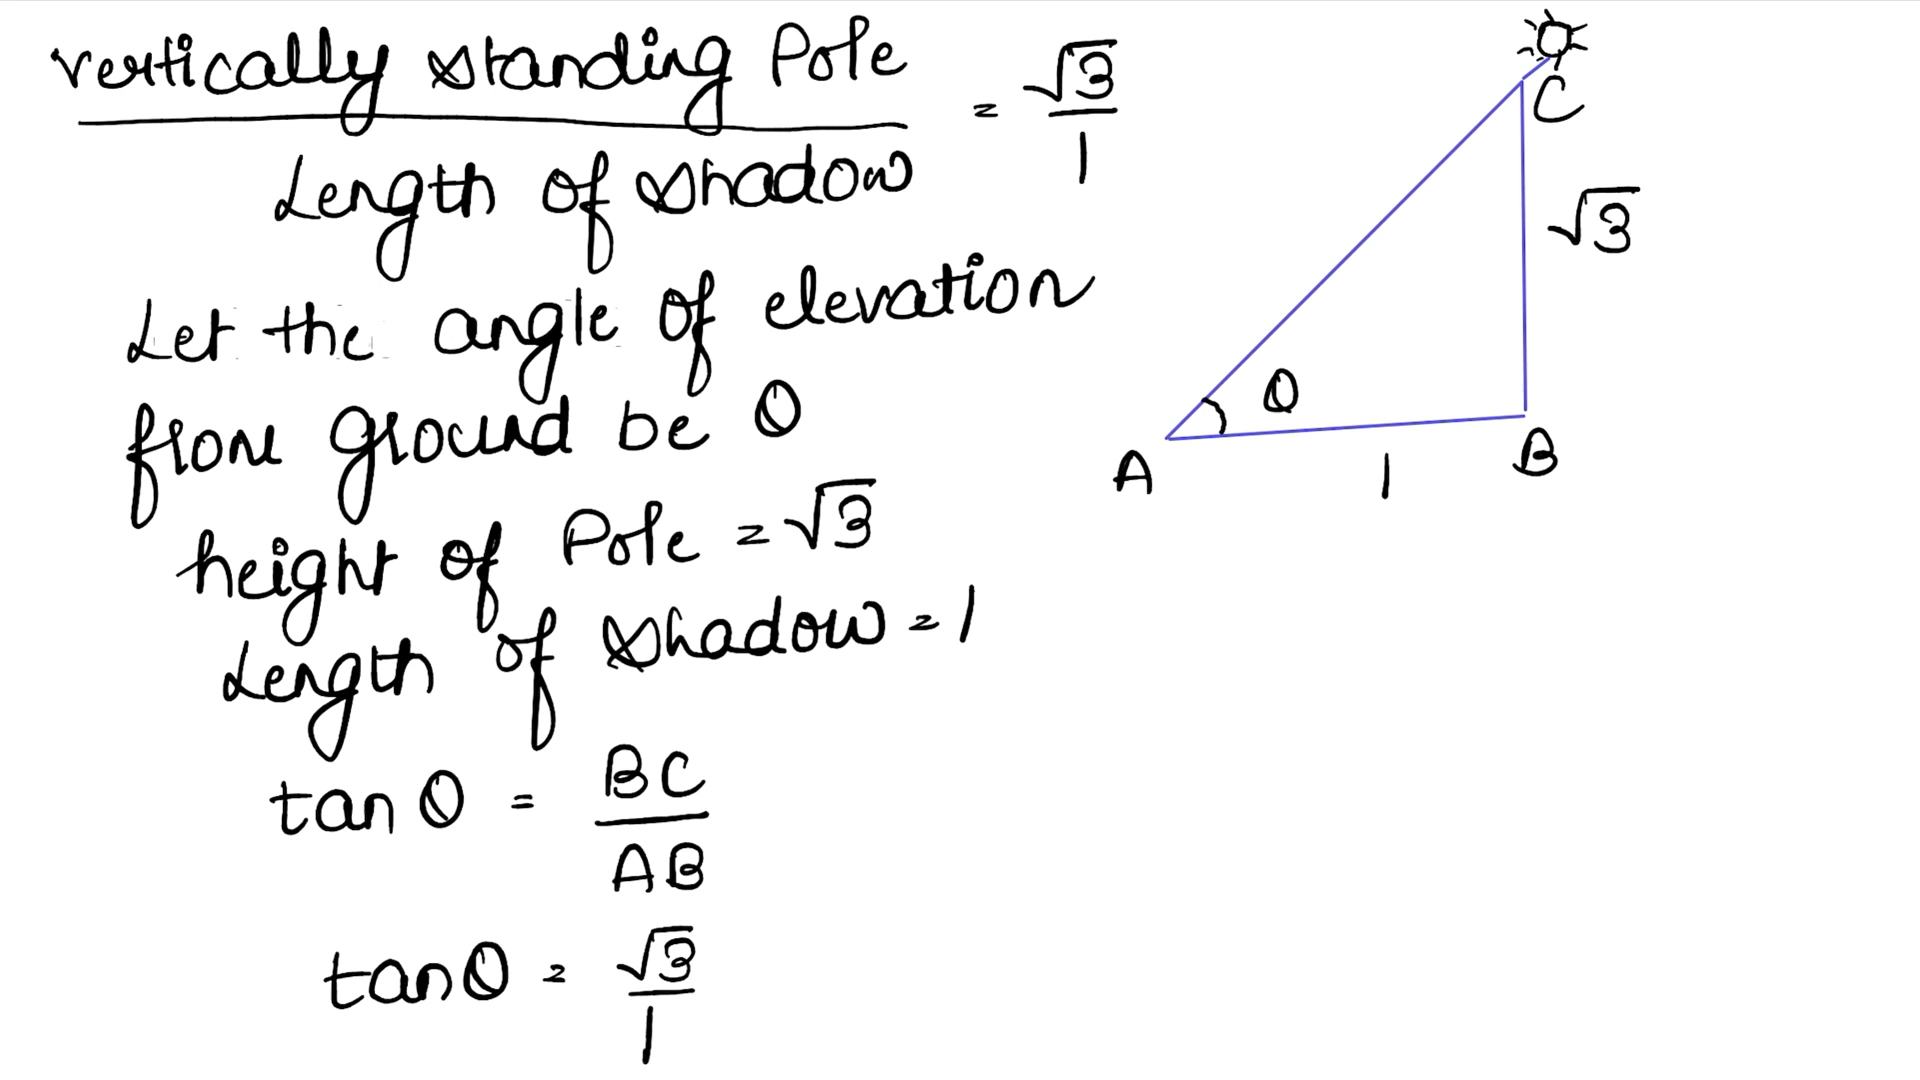 vertically standing Pole
Length of shadow
= √3
1
Let the angle of elevation
from ground be θ
height of Pole = √3
Length of shadow = 1
tan θ = BC
AB
tanθ = √3
1
C
√3
θ
A
1
B